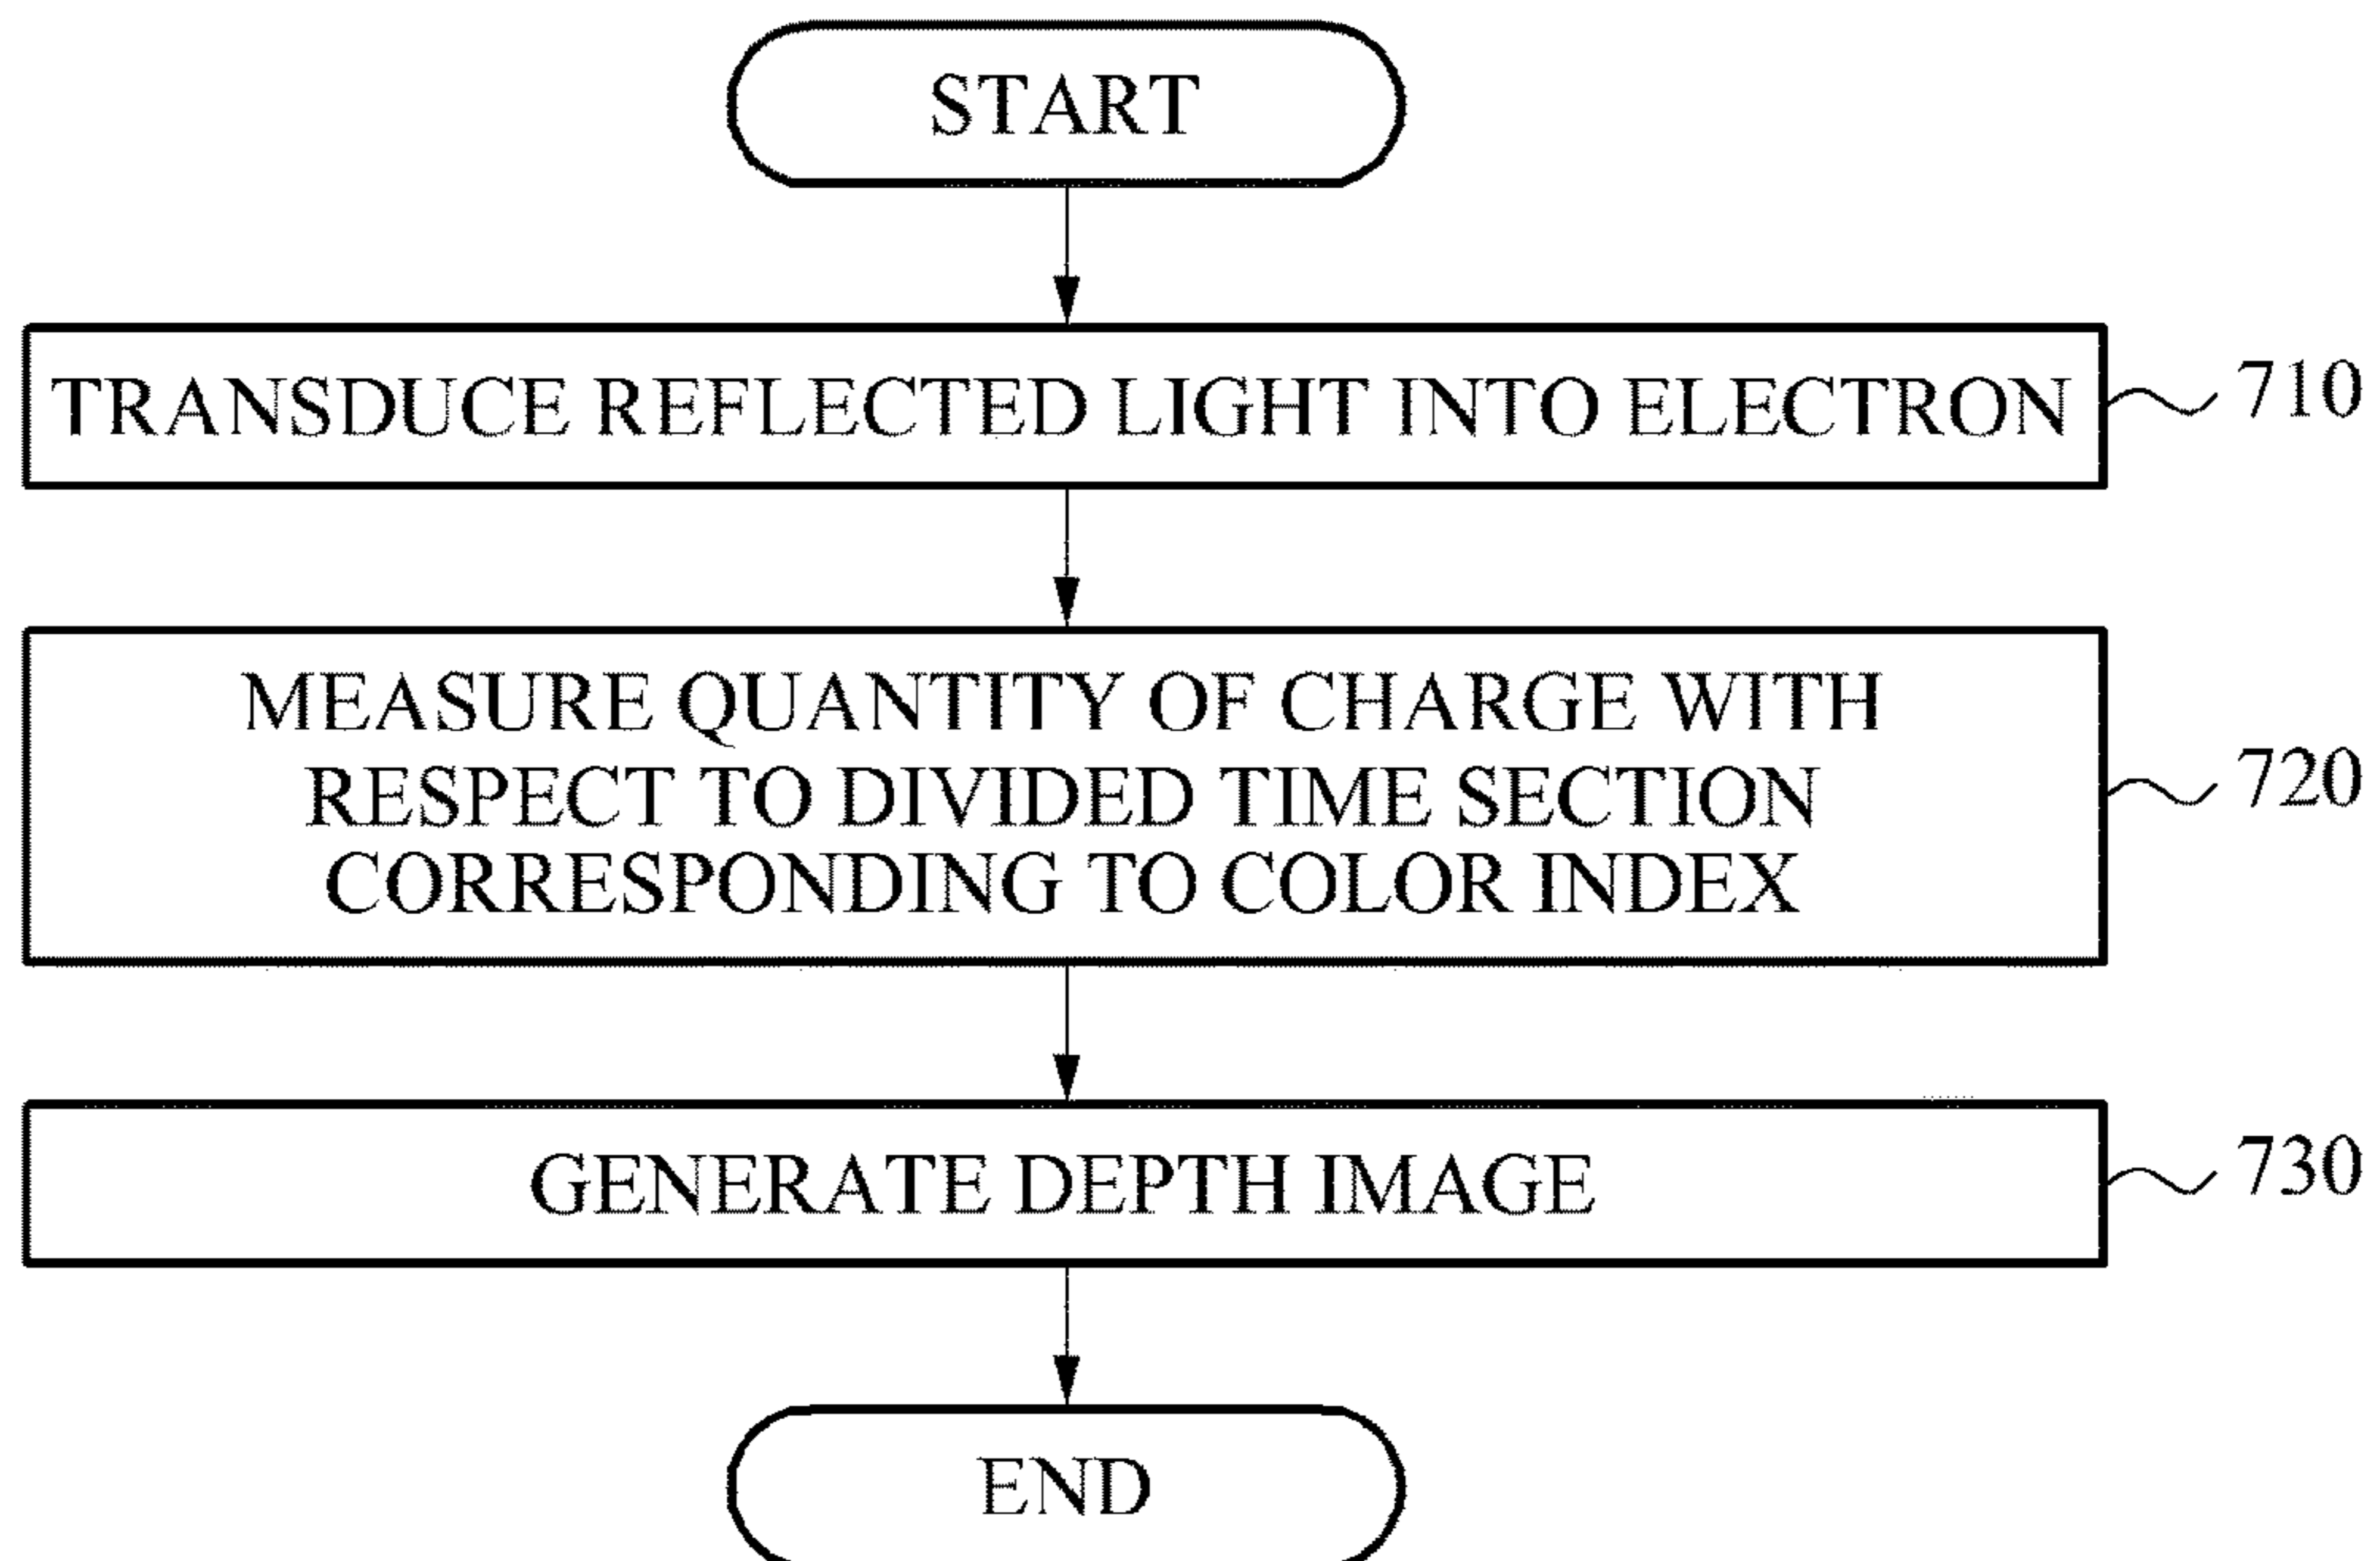 START
TRANSDUCE REFLECTED LIGHT INTO ELECTRON
710
MEASURE QUANTITY OF CHARGE WITH
RESPECT TO DIVIDED TIME SECTION
CORRESPONDING TO COLOR INDEX
720
GENERATE DEPTH IMAGE
730
END